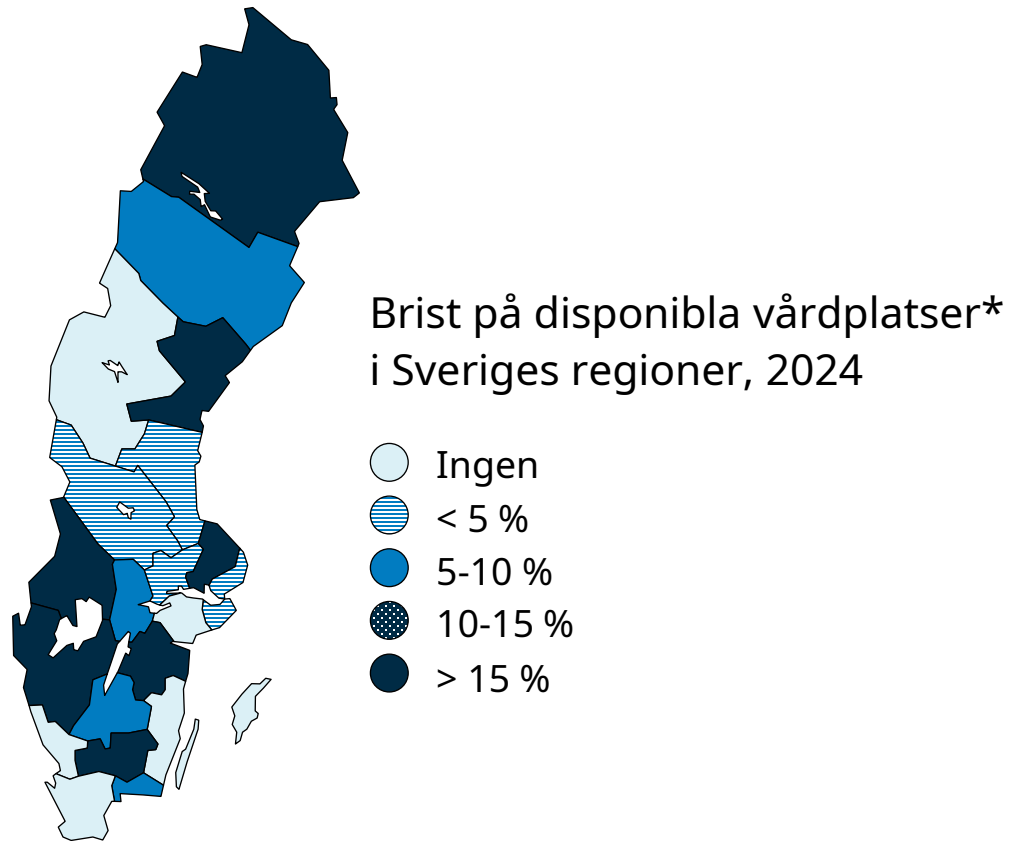 Brist på disponibla vårdplatser*
i Sveriges regioner, 2024
Ingen
< 5 %
5-10 %
10-15 %
> 15 %